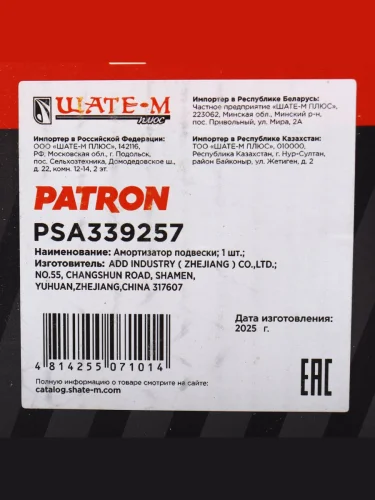 ШАТЕ-М
плюс
Импортер в Российской Федерации:
ООО «ШАТЕ-М ПЛЮС», 142116,
РФ, Московская обл., г. Подольск,
пос. Сельхозтехника, Домодедовское ш.,
д. 22, комн. 12-14, 2 эт.
Импортер в Республике Беларусь:
Частное предприятие «ШАТЕ-М ПЛЮС»,
223062, Минская обл., Минский р-н,
пос. Привольный, ул. Мира, 2А
Импортер в Республике Казахстан:
ТОО «ШАТЕ-М ПЛЮС», 010000,
Республика Казахстан, г. Нур-Султан,
район Байконыр, ул. Жетиген, д. 2
PATRON
PSA339257
Наименование: Амортизатор подвески; 1 шт.;
Изготовитель: ADD INDUSTRY ( ZHEJIANG ) CO.,LTD.;
NO.55, CHANGSHUN ROAD, SHAMEN,
YUHUAN,ZHEJIANG,CHINA 317607
Дата изготовления:
2025 г.
4 814255 071014
Полную информацию о товаре смотрите на сайте:
catalog.shate-m.com
EAC